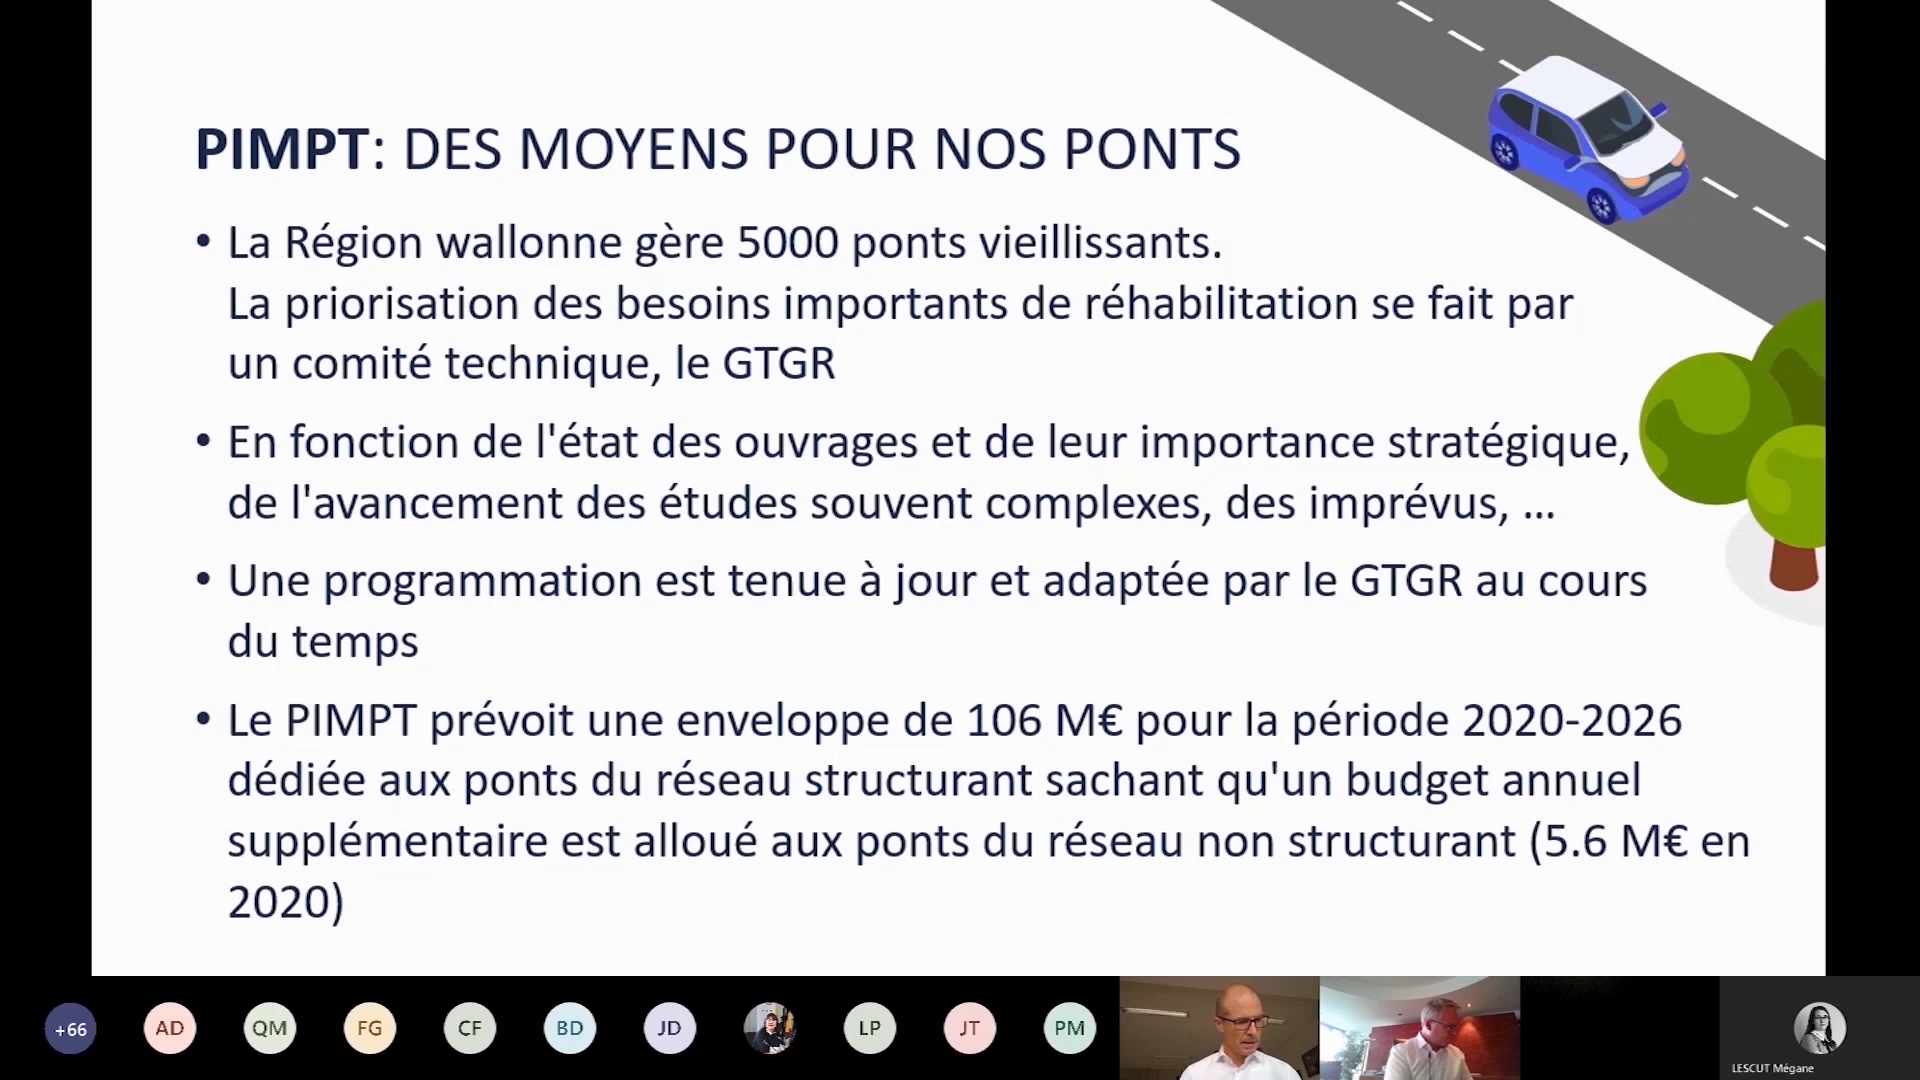 PIMPT: DES MOYENS POUR NOS PONTS
• La Région wallonne gère 5000 ponts vieillissants.
La priorisation des besoins importants de réhabilitation se fait par
un comité technique, le GTGR
• En fonction de l'état des ouvrages et de leur importance stratégique,
de l'avancement des études souvent complexes, des imprévus, ...
• Une programmation est tenue à jour et adaptée par le GTGR au cours
du temps
• Le PIMPT prévoit une enveloppe de 106 M€ pour la période 2020-2026
dédiée aux ponts du réseau structurant sachant qu'un budget annuel
supplémentaire est alloué aux ponts du réseau non structurant (5.6 M€ en
2020)
+66 AD QM FG CF BD JD LP JT PM
LESCUT Mégane